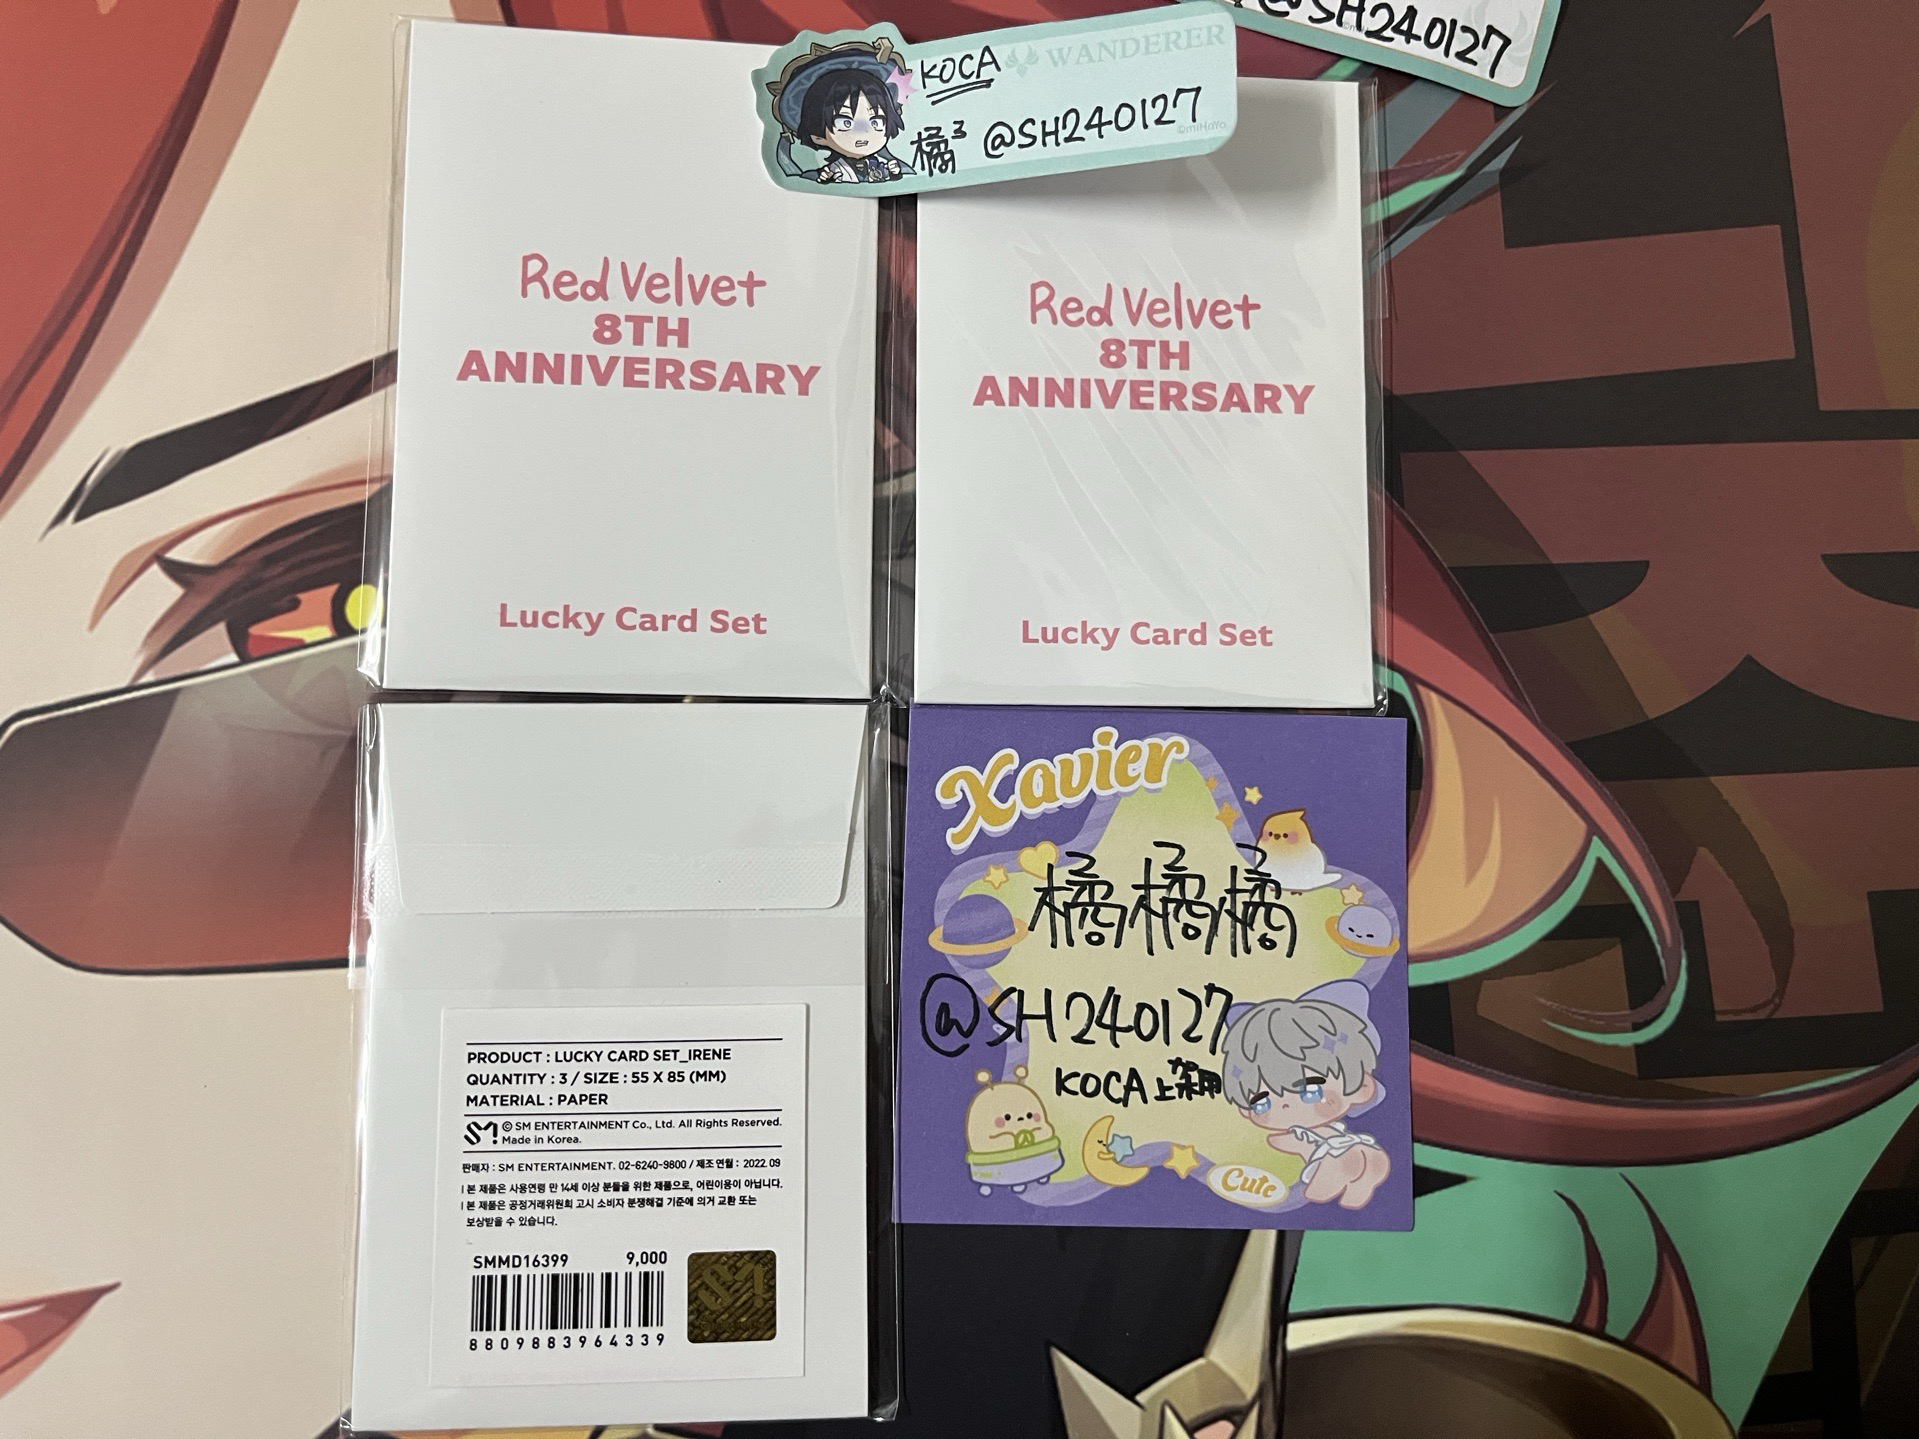 @SH240127
KOCA
WANDERER
橘³ @SH240127
©miHoYo
Red Velvet
8TH
ANNIVERSARY
Lucky Card Set
Red Velvet
8TH
ANNIVERSARY
Lucky Card Set
PRODUCT : LUCKY CARD SET_IRENE
QUANTITY : 3 / SIZE : 55 X 85 (MM)
MATERIAL : PAPER
© SM ENTERTAINMENT Co., Ltd. All Rights Reserved.
Made in Korea.
판매자 : SM ENTERTAINMENT. 02-6240-9800 / 제조연월 : 2022.09
ㅣ본 제품은 사용연령 만 14세 이상 분들을 위한 제품으로, 어린이용이 아닙니다.
ㅣ본 제품은 공정거래위원회 고시 소비자 분쟁해결 기준에 의거 교환 또는
보상받을 수 있습니다.
SMMD16399 9,000
8809883964339
Xavier
橘橘橘
@SH240127
KOCA上架用
Cute